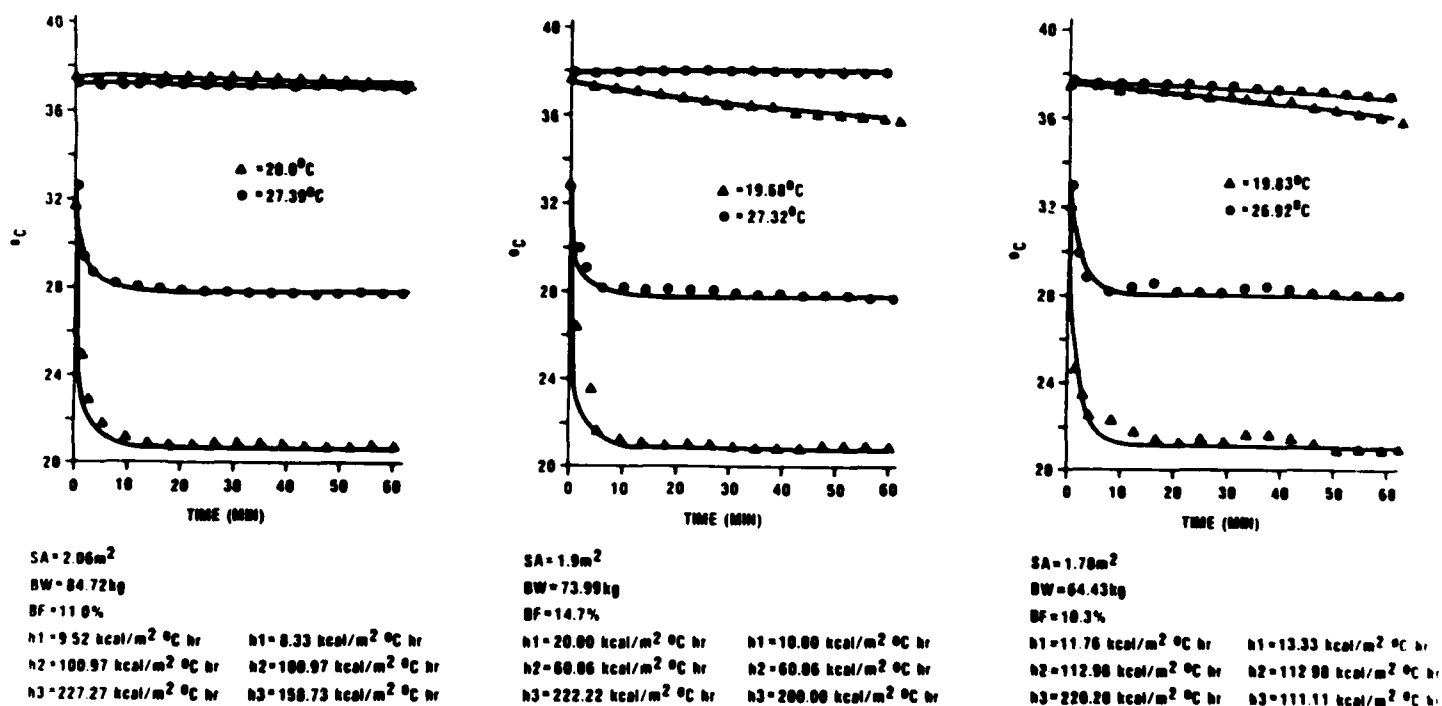 40
36
32
28
24
20
°C
▲ = 20.0°C
● = 27.39°C
0 10 20 30 40 50 60
TIME (MIN)
SA = 2.06m²
BW = 84.72kg
BF = 11.0%
h1 = 9.52 kcal/m² °C hr h1 = 8.33 kcal/m² °C hr
h2 = 100.97 kcal/m² °C hr h2 = 100.97 kcal/m² °C hr
h3 = 227.27 kcal/m² °C hr h3 = 158.73 kcal/m² °C hr
40
36
32
28
24
20
°C
▲ = 19.68°C
● = 27.32°C
0 10 20 30 40 50 60
TIME (MIN)
SA = 1.9m²
BW = 73.99kg
BF = 14.7%
h1 = 20.00 kcal/m² °C hr h1 = 10.00 kcal/m² °C hr
h2 = 60.86 kcal/m² °C hr h2 = 60.86 kcal/m² °C hr
h3 = 222.22 kcal/m² °C hr h3 = 200.00 kcal/m² °C hr
40
36
32
28
24
20
°C
▲ = 19.83°C
● = 26.92°C
0 10 20 30 40 50 60
TIME (MIN)
SA = 1.78m²
BW = 64.43kg
BF = 10.3%
h1 = 11.76 kcal/m² °C hr h1 = 13.33 kcal/m² °C hr
h2 = 112.98 kcal/m² °C hr h2 = 112.98 kcal/m² °C hr
h3 = 220.20 kcal/m² °C hr h3 = 111.11 kcal/m² °C hr